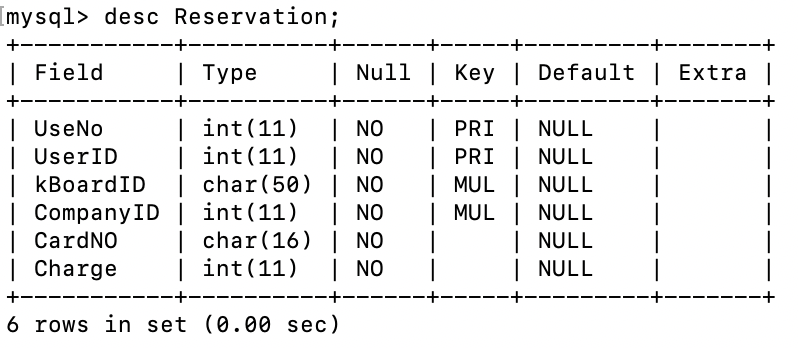 [mysql> desc Reservation;
+-----------+----------+------+-----+---------+-------+
| Field     | Type     | Null | Key | Default | Extra |
+-----------+----------+------+-----+---------+-------+
| UseNo     | int(11)  | NO   | PRI | NULL    |       |
| UserID    | int(11)  | NO   | PRI | NULL    |       |
| kBoardID  | char(50) | NO   | MUL | NULL    |       |
| CompanyID | int(11)  | NO   | MUL | NULL    |       |
| CardNO    | char(16) | NO   |     | NULL    |       |
| Charge    | int(11)  | NO   |     | NULL    |       |
+-----------+----------+------+-----+---------+-------+
6 rows in set (0.00 sec)